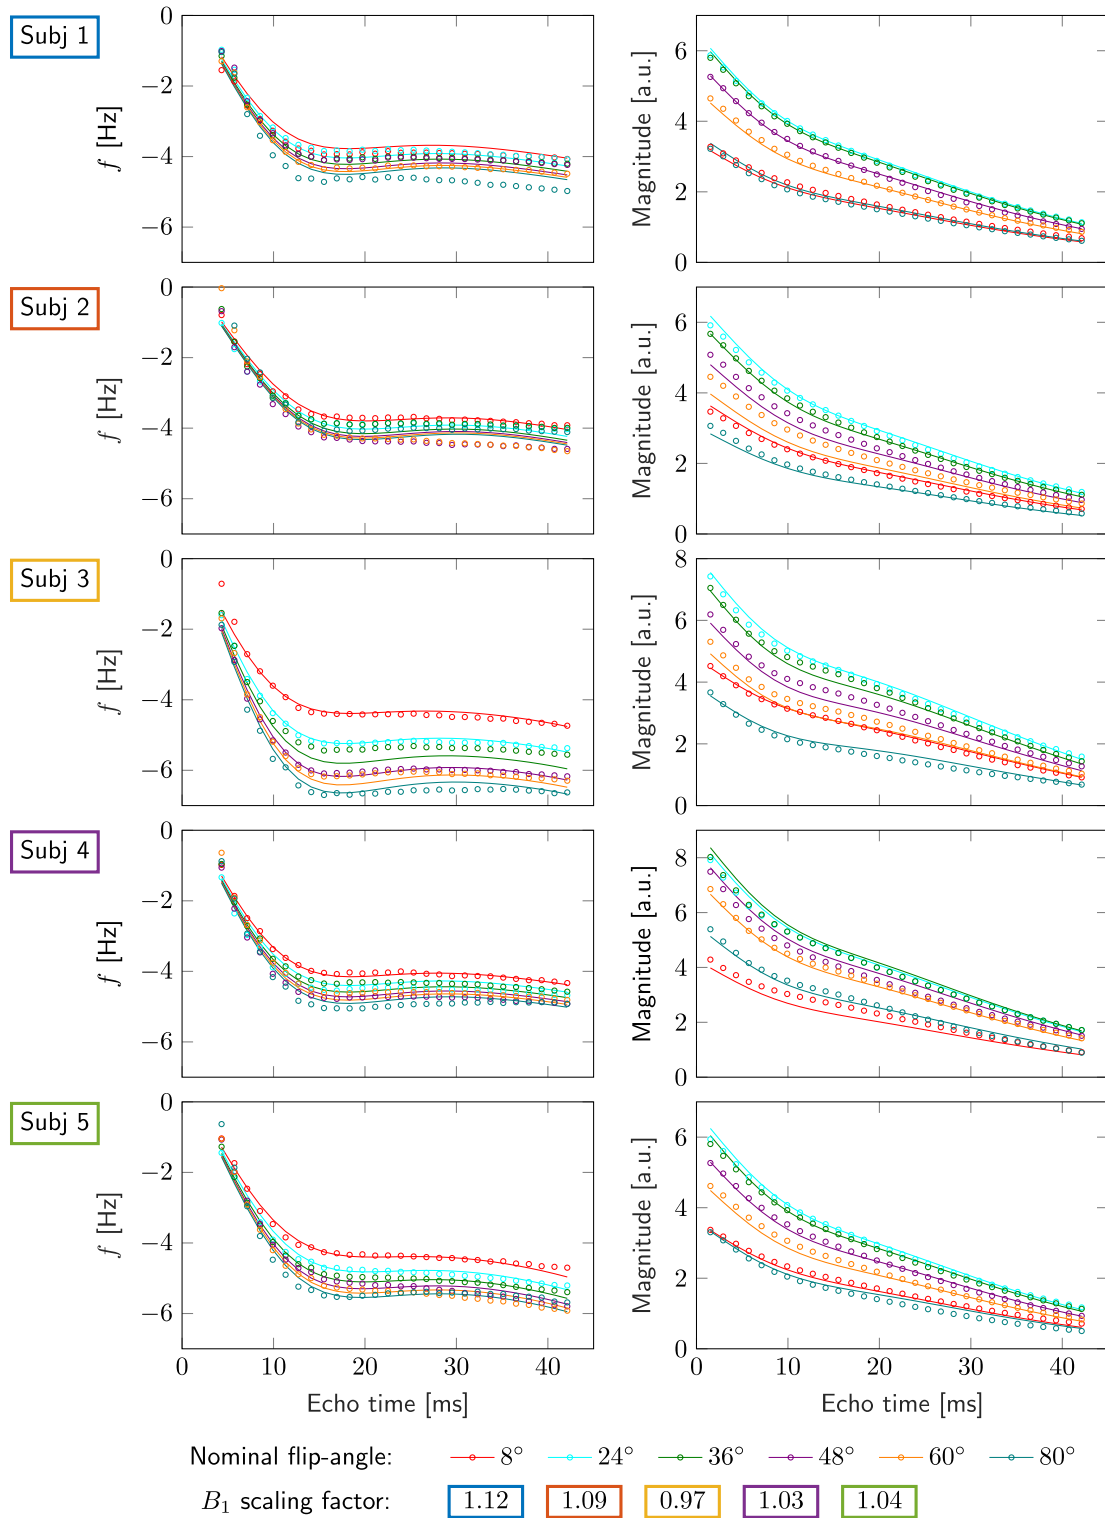 Subj 1
0
−2
−4
−6
f [Hz]
6
4
2
0
Magnitude [a.u.]
Subj 2
0
−2
−4
−6
f [Hz]
6
4
2
0
Magnitude [a.u.]
Subj 3
0
−2
−4
−6
f [Hz]
8
6
4
2
0
Magnitude [a.u.]
Subj 4
0
−2
−4
−6
f [Hz]
8
6
4
2
0
Magnitude [a.u.]
Subj 5
0
−2
−4
−6
f [Hz]
6
4
2
0
Magnitude [a.u.]
0 10 20 30 40
0 10 20 30 40
Echo time [ms]
Echo time [ms]
Nominal flip-angle: 8° 24° 36° 48° 60° 80°
B₁ scaling factor: 1.12 1.09 0.97 1.03 1.04